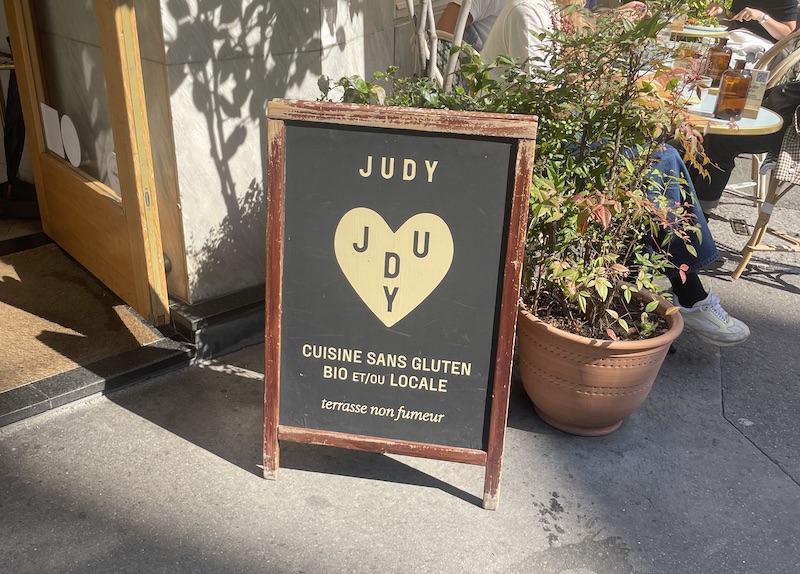 JUDY
J U
D
Y
CUISINE SANS GLUTEN
BIO ET/OU LOCALE
terrasse non fumeur